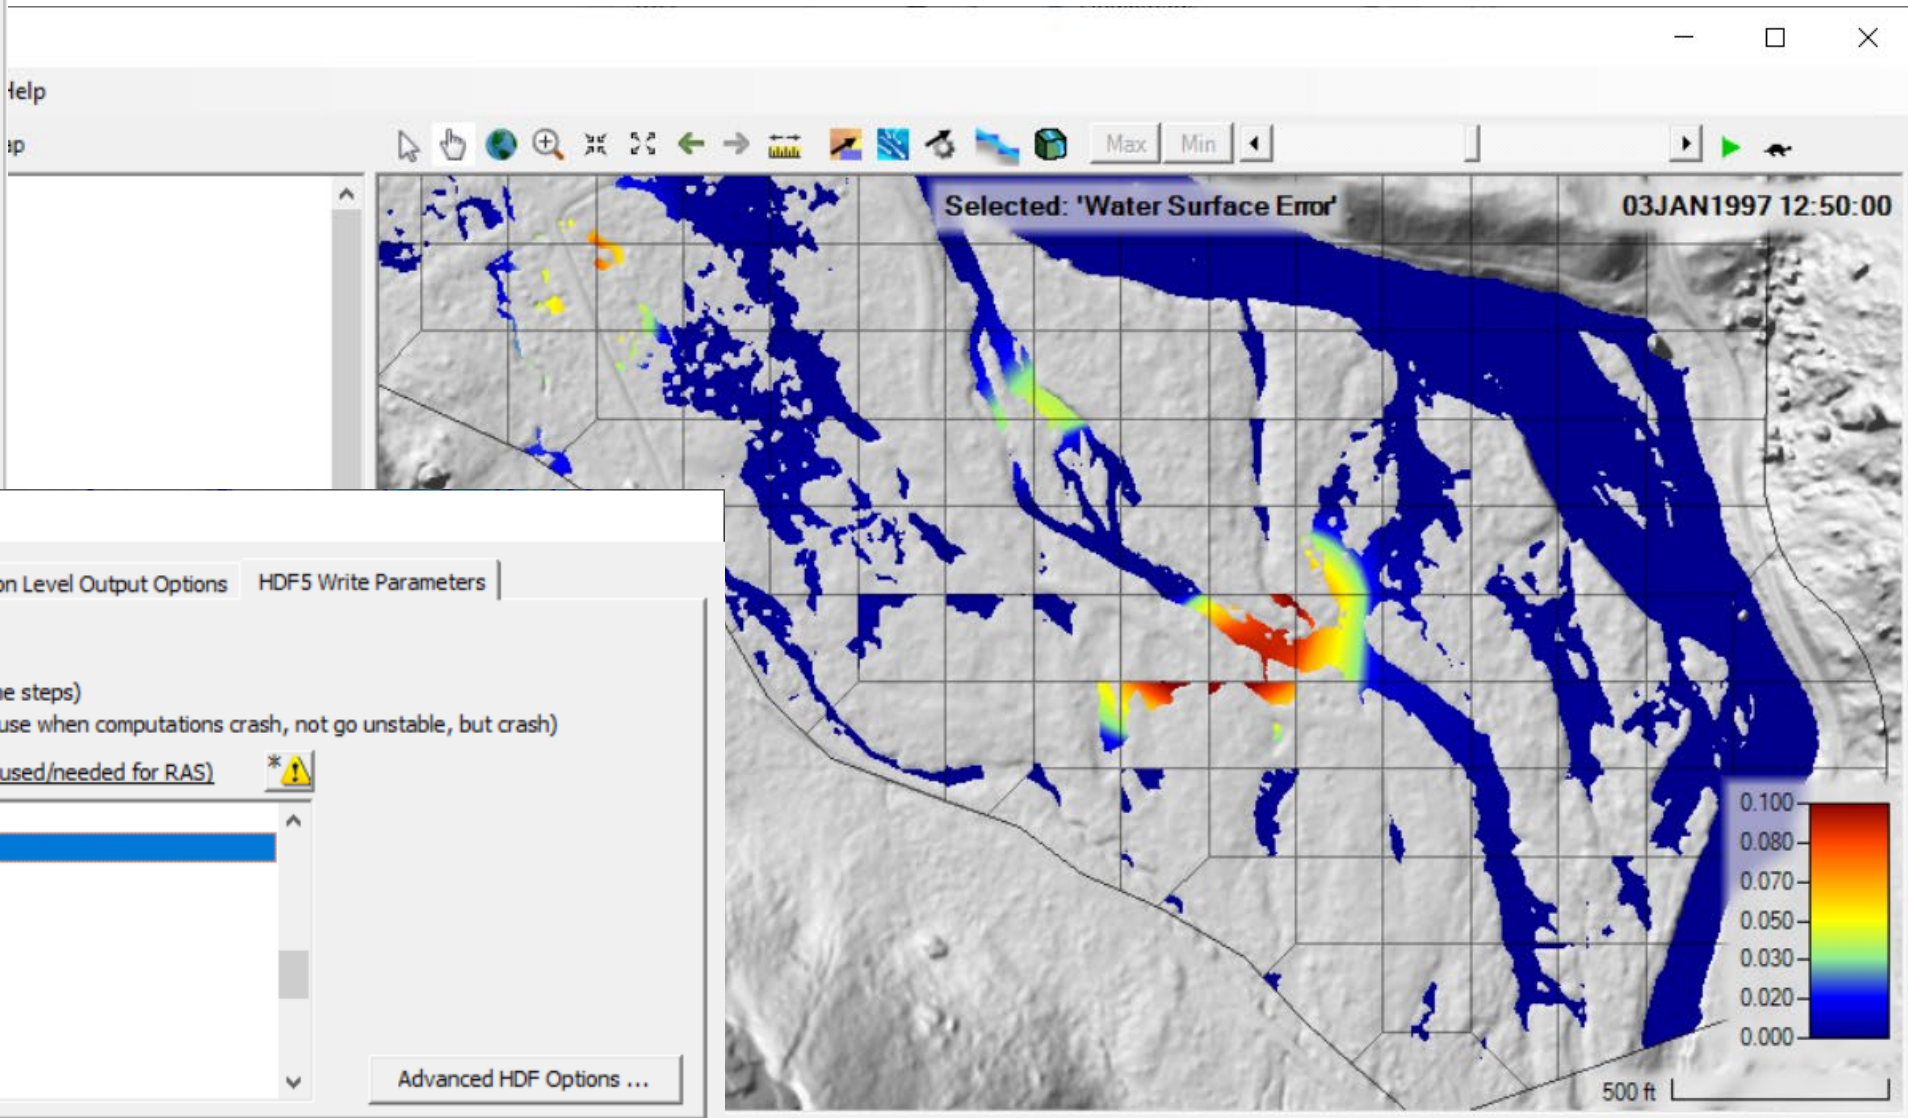 Help
Max Min
Selected: 'Water Surface Error'
03JAN1997 12:50:00
on Level Output Options
HDF5 Write Parameters
ne steps)
use when computations crash, not go unstable, but crash)
used/needed for RAS)
*
Advanced HDF Options ...
0.100
0.080
0.070
0.050
0.030
0.020
0.000
500 ft